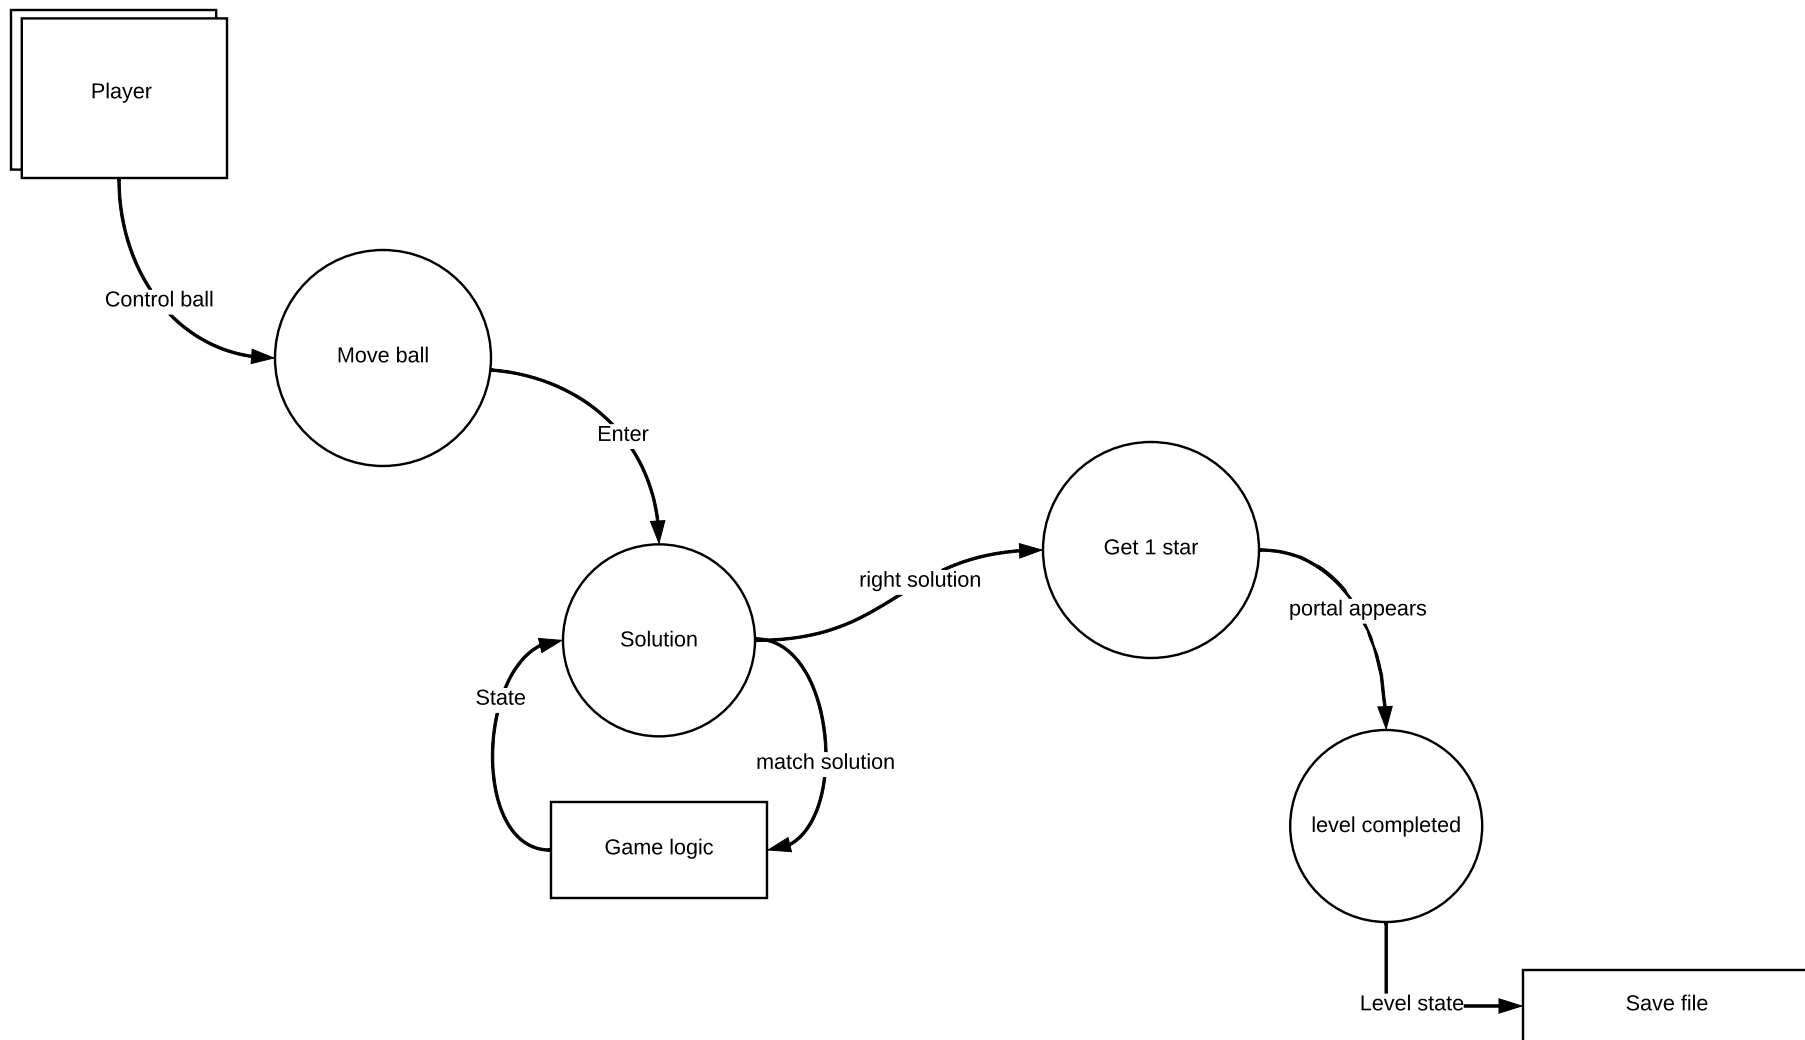 Player
Control ball
Move ball
Enter
Solution
State
match solution
Game logic
right solution
Get 1 star
portal appears
level completed
Level state
Save file